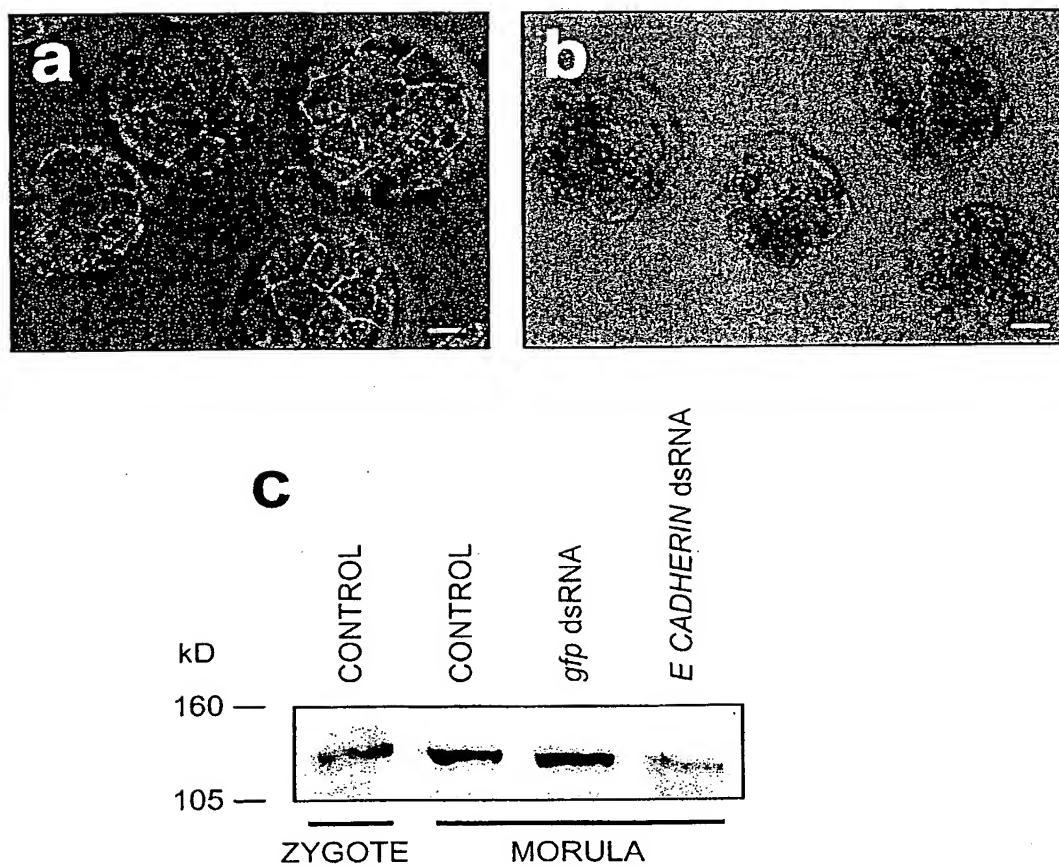 a
b
c
CONTROL
CONTROL
gfp dsRNA
E CADHERIN dsRNA
kD
160
105
ZYGOTE
MORULA